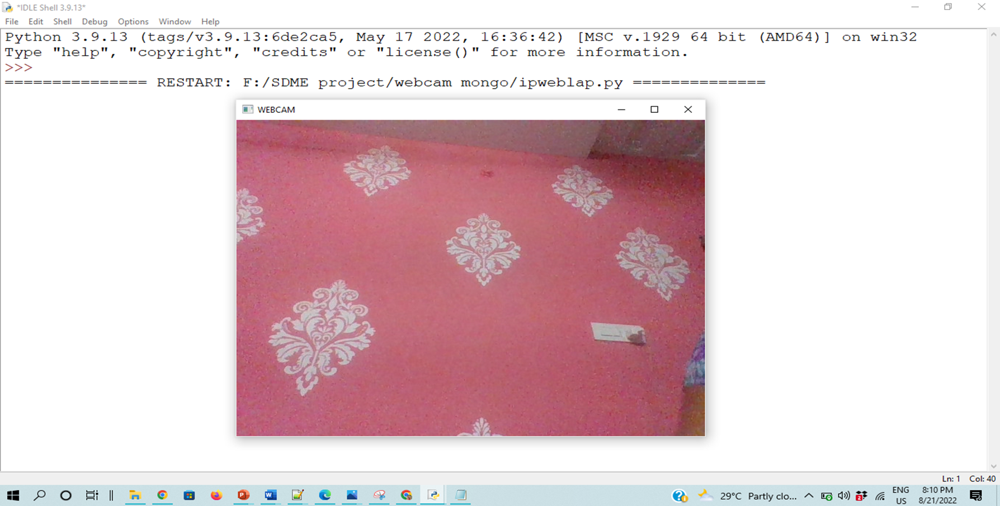 *IDLE Shell 3.9.13*
File Edit Shell Debug Options Window Help
Python 3.9.13 (tags/v3.9.13:6de2ca5, May 17 2022, 16:36:42) [MSC v.1929 64 bit (AMD64)] on win32
Type "help", "copyright", "credits" or "license()" for more information.
>>>
=============== RESTART: F:/SDME project/webcam mongo/ipweblap.py ==============
WEBCAM
Ln: 1 Col: 40
29°C Partly clo...
ENG
US
8:10 PM
8/21/2022